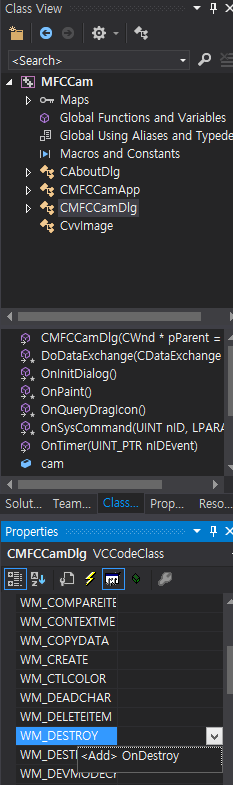 Class View
<Search>
MFCCam
Maps
Global Functions and Variables
Global Using Aliases and Typede
Macros and Constants
CAboutDlg
CMFCCamApp
CMFCCamDlg
CvvImage
CMFCCamDlg(CWnd * pParent =
DoDataExchange(CDataExchange
OnInitDialog()
OnPaint()
OnQueryDragIcon()
OnSysCommand(UINT nID, LPARA
OnTimer(UINT_PTR nIDEvent)
cam
Solut... Team... Class... Prop... Reso...
Properties
CMFCCamDlg VCCodeClass
WM_COMPAREITE
WM_CONTEXTME
WM_COPYDATA
WM_CREATE
WM_CTLCOLOR
WM_DEADCHAR
WM_DELETEITEM
WM_DESTROY
WM_DEST
<Add> OnDestroy
WM_DEVMODECH